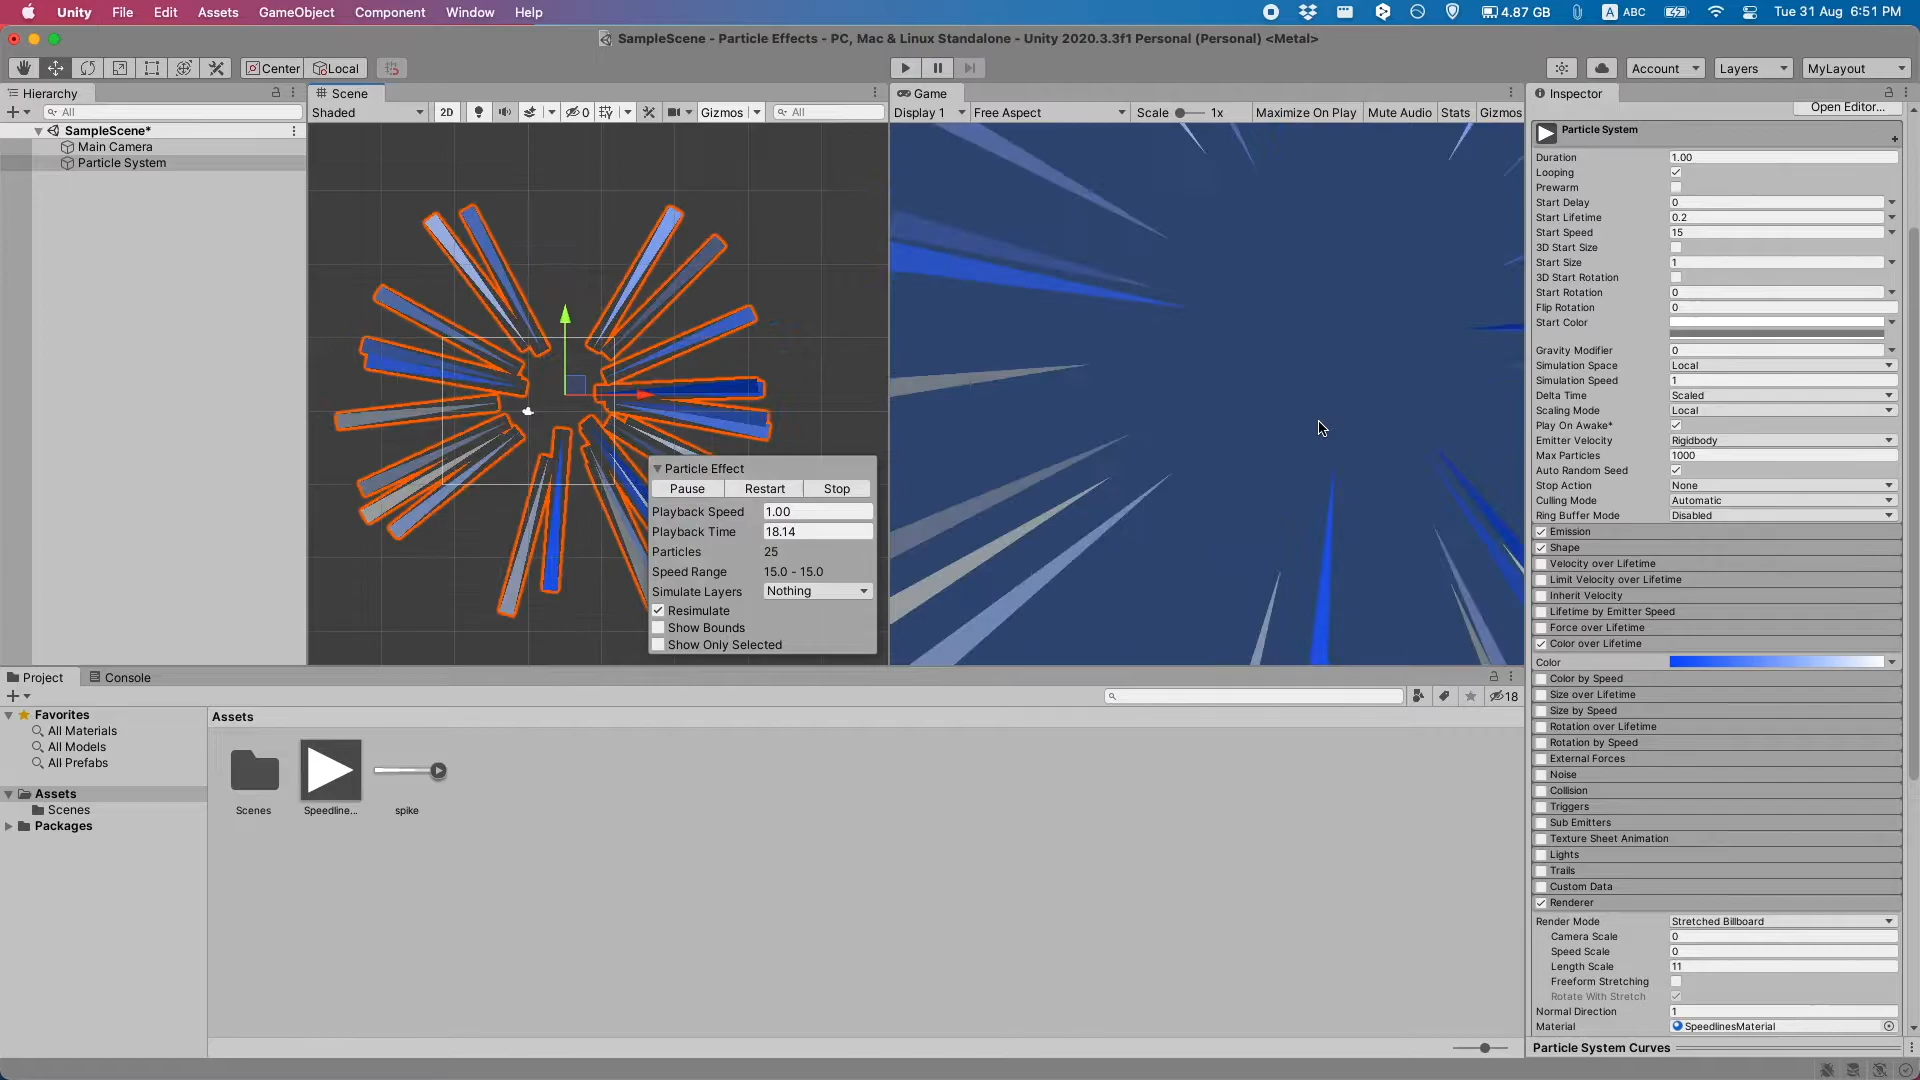 Unity File Edit Assets GameObject Component Window Help 4.87 GB A ABC Tue 31 Aug 6:51 PM
SampleScene - Particle Effects - PC, Mac & Linux Standalone - Unity 2020.3.3f1 Personal (Personal) <Metal>
Center Local Account Layers MyLayout
Hierarchy
All
SampleScene*
Main Camera
Particle System
Scene
Shaded 2D 0 Gizmos All
Particle Effect
Pause Restart Stop
Playback Speed 1.00
Playback Time 18.14
Particles 25
Speed Range 15.0 - 15.0
Simulate Layers Nothing
Resimulate
Show Bounds
Show Only Selected
Game
Display 1 Free Aspect Scale 1x Maximize On Play Mute Audio Stats Gizmos
Inspector
Open Editor...
Particle System
Duration 1.00
Looping
Prewarm
Start Delay 0
Start Lifetime 0.2
Start Speed 15
3D Start Size
Start Size 1
3D Start Rotation
Start Rotation 0
Flip Rotation 0
Start Color
Gravity Modifier 0
Simulation Space Local
Simulation Speed 1
Delta Time Scaled
Scaling Mode Local
Play On Awake*
Emitter Velocity Rigidbody
Max Particles 1000
Auto Random Seed
Stop Action None
Culling Mode Automatic
Ring Buffer Mode Disabled
Emission
Shape
Velocity over Lifetime
Limit Velocity over Lifetime
Inherit Velocity
Lifetime by Emitter Speed
Force over Lifetime
Color over Lifetime
Color
Color by Speed
Size over Lifetime
Size by Speed
Rotation over Lifetime
Rotation by Speed
External Forces
Noise
Collision
Triggers
Sub Emitters
Texture Sheet Animation
Lights
Trails
Custom Data
Renderer
Render Mode Stretched Billboard
Camera Scale 0
Speed Scale 0
Length Scale 11
Freeform Stretching
Rotate With Stretch
Normal Direction 1
Material SpeedlinesMaterial
Particle System Curves
Project Console
18
Favorites
All Materials
All Models
All Prefabs
Assets
Scenes
Packages
Assets
Scenes Speedline... spike